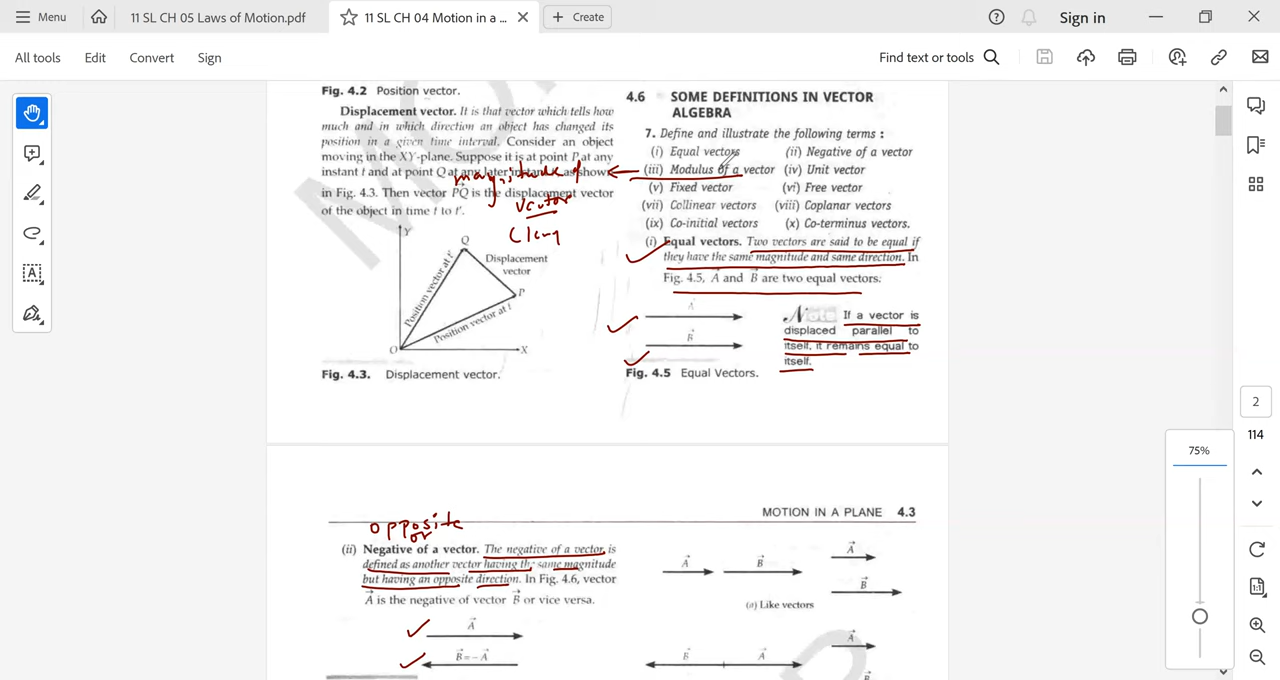 Menu
11 SL CH 05 Laws of Motion.pdf
11 SL CH 04 Motion in a ...
Create
Sign in
All tools
Edit
Convert
Sign
Find text or tools
Fig. 4.2 Position vector.
Displacement vector. It is that vector which tells how
much and in which direction an object has changed its
position in a given time interval. Consider an object
moving in the XY-plane. Suppose it is at point P at any
instant t and at point Q at any later instant as shown
in Fig. 4.3. Then vector PQ is the displacement vector
of the object in time t to t'.
magnitude of
vector
Y
Q
Displacement
vector
P
Position vector at t'
Position vector at t
O
X
Fig. 4.3. Displacement vector.
4.6 SOME DEFINITIONS IN VECTOR
ALGEBRA
7. Define and illustrate the following terms :
(i) Equal vectors (ii) Negative of a vector
(iii) Modulus of a vector (iv) Unit vector
(v) Fixed vector (vi) Free vector
(vii) Collinear vectors (viii) Coplanar vectors
(ix) Co-initial vectors (x) Co-terminus vectors.
(i) Equal vectors. Two vectors are said to be equal if
they have the same magnitude and same direction. In
Fig. 4.5, A and B are two equal vectors.
A
B
Fig. 4.5 Equal Vectors.
Note If a vector is
displaced parallel to
itself, it remains equal to
itself.
2
114
75%
MOTION IN A PLANE 4.3
opposite
or
(ii) Negative of a vector. The negative of a vector is
defined as another vector having the same magnitude
but having an opposite direction. In Fig. 4.6, vector
A is the negative of vector B or vice versa.
A
B = − A
A
B
A
B
(a) Like vectors
B
A
A